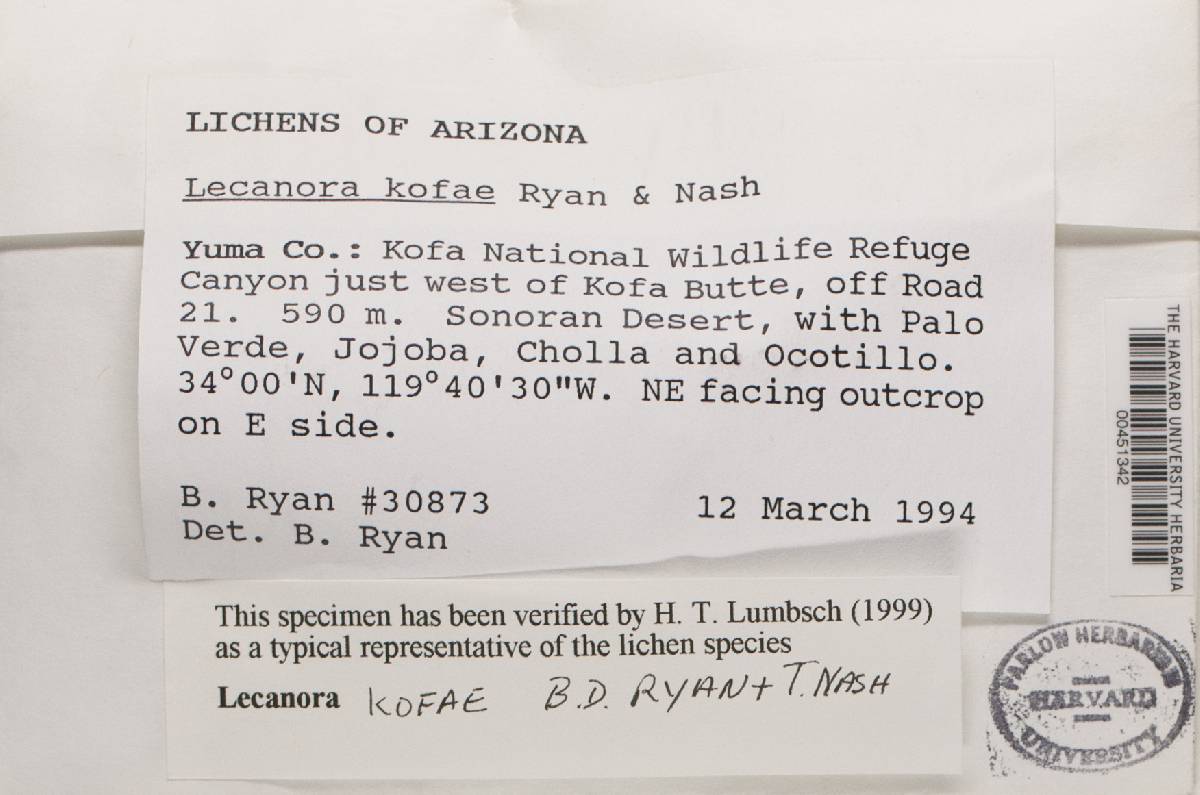 LICHENS OF ARIZONA
Lecanora kofae Ryan & Nash
Yuma Co.: Kofa National Wildlife Refuge
Canyon just west of Kofa Butte, off Road
21. 590 m. Sonoran Desert, with Palo
Verde, Jojoba, Cholla and Ocotillo.
34°00'N, 119°40'30"W. NE facing outcrop
on E side.
B. Ryan #30873 12 March 1994
Det. B. Ryan
This specimen has been verified by H. T. Lumbsch (1999)
as a typical representative of the lichen species
Lecanora KOFAE B.D. RYAN + T. NASH
THE HARVARD UNIVERSITY HERBARIA
00451342
FARLOW HERBARIUM
HARVARD
UNIVERSITY